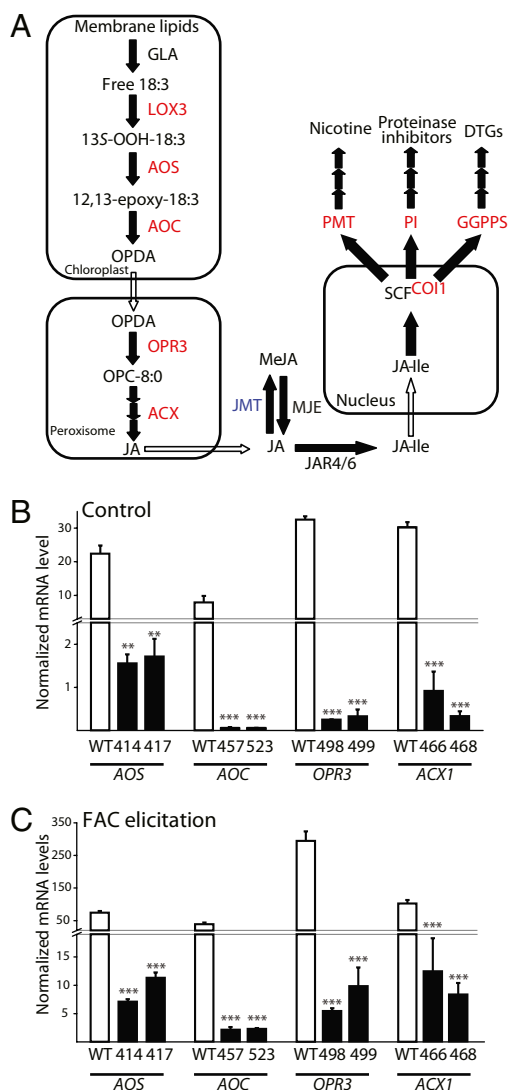 A
Membrane lipids
GLA
Free 18:3
LOX3
13S-OOH-18:3
AOS
12,13-epoxy-18:3
AOC
OPDA
Chloroplast
OPDA
OPR3
OPC-8:0
ACX
Peroxisome
JA
MeJA
JMT
MJE
JA
JAR4/6
JA-Ile
Nucleus
JA-Ile
SCFCOI1
PMT
PI
GGPPS
Nicotine
Proteinase
inhibitors
DTGs
B
Control
Normalized mRNA level
30
20
10
2
1
** ** *** *** *** *** *** ***
WT 414 417 WT 457 523 WT 498 499 WT 466 468
AOS AOC OPR3 ACX1
C
FAC elicitation
Normalized mRNA levels
350
250
150
50
15
10
5
*** *** *** *** *** *** *** ***
WT 414 417 WT 457 523 WT 498 499 WT 466 468
AOS AOC OPR3 ACX1